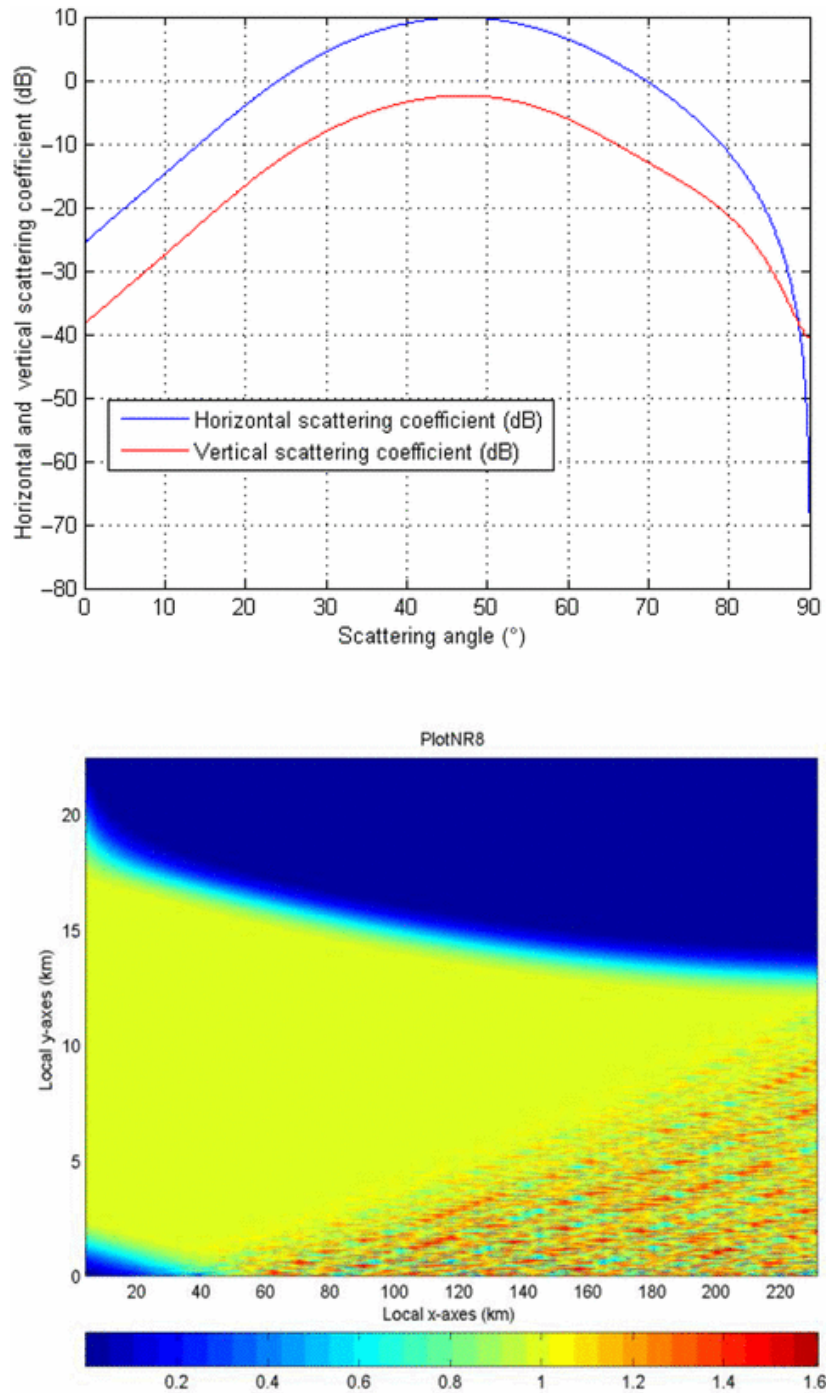 10
0
−10
−20
−30
−40
−50
−60
−70
−80
Horizontal and vertical scattering coefficient (dB)
Horizontal scattering coefficient (dB)
Vertical scattering coefficient (dB)
0 10 20 30 40 50 60 70 80 90
Scattering angle (°)
PlotNR8
20
15
10
5
0
Local y-axes (km)
20 40 60 80 100 120 140 160 180 200 220
Local x-axes (km)
0.2 0.4 0.6 0.8 1 1.2 1.4 1.6